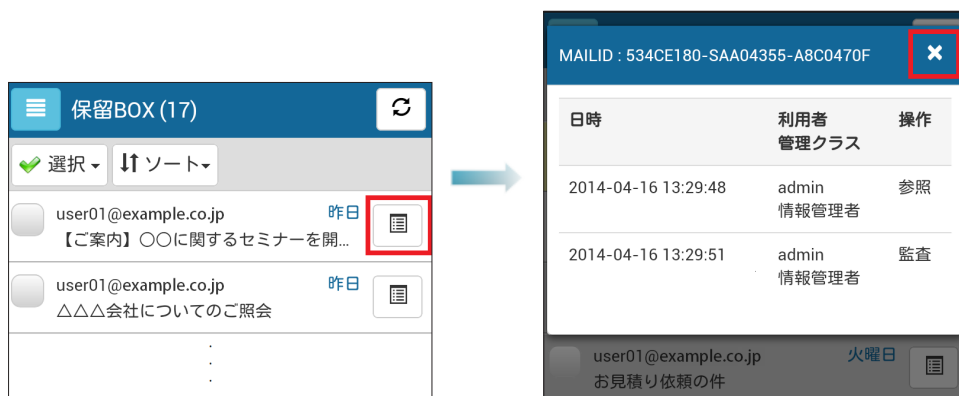 保留BOX (17)
選択 ソート
user01@example.co.jp 昨日
【ご案内】〇〇に関するセミナーを開...
user01@example.co.jp 昨日
△△△会社についてのご照会
MAILID : 534CE180-SAA04355-A8C0470F
日時 利用者 操作
管理クラス
2014-04-16 13:29:48 admin 参照
情報管理者
2014-04-16 13:29:51 admin 監査
情報管理者
user01@example.co.jp 火曜日
お見積り依頼の件